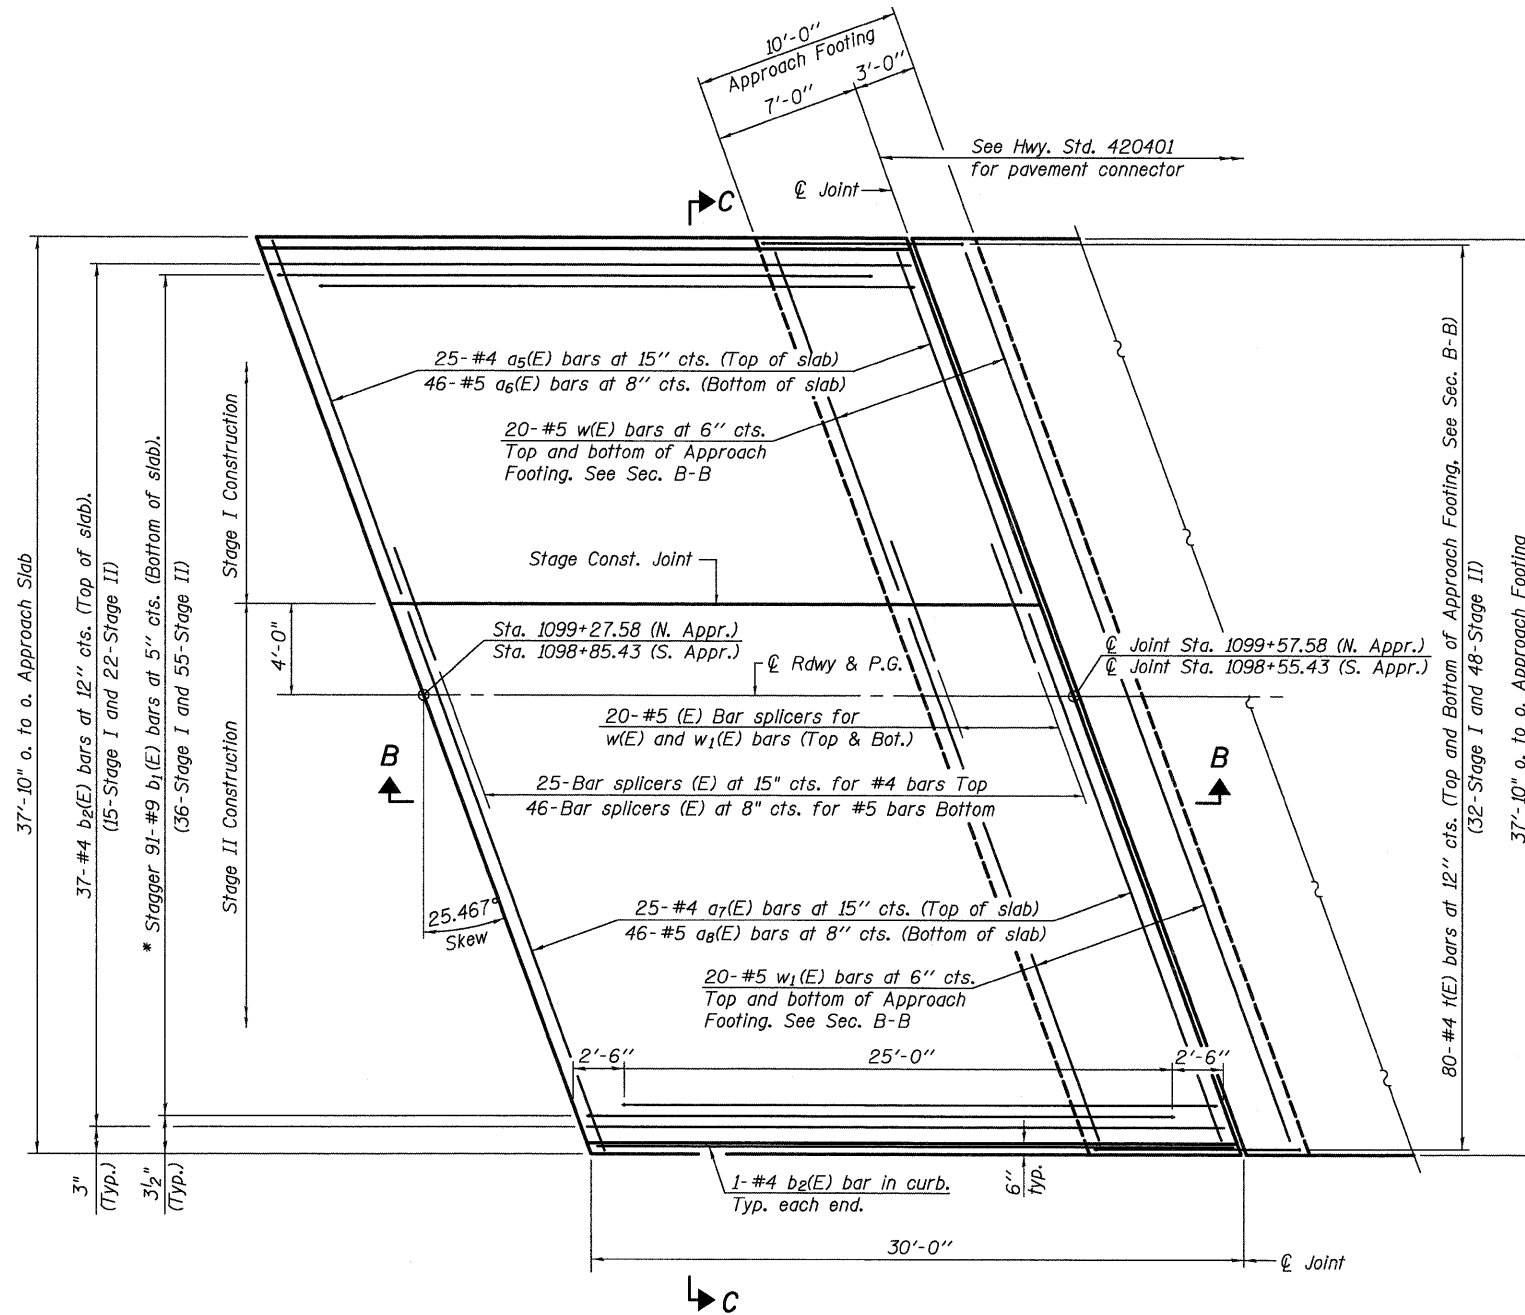 10'-0"
Approach Footing
3'-0"
7'-0"
See Hwy. Std. 420401
for pavement connector
℄ Joint
C
25-#4 a5(E) bars at 15" cts. (Top of slab)
46-#5 a6(E) bars at 8" cts. (Bottom of slab)
20-#5 w(E) bars at 6" cts.
Top and bottom of Approach
Footing. See Sec. B-B
37'-10" o. to o. Approach Slab
37-#4 b2(E) bars at 12" cts. (Top of slab).
(15-Stage I and 22-Stage II)
* Stagger 91-#9 b1(E) bars at 5" cts. (Bottom of slab).
(36-Stage I and 55-Stage II)
Stage I Construction
Stage II Construction
Stage Const. Joint
4'-0"
Sta. 1099+27.58 (N. Appr.)
Sta. 1098+85.43 (S. Appr.)
℄ Rdwy & P.G.
℄ Joint Sta. 1099+57.58 (N. Appr.)
℄ Joint Sta. 1098+55.43 (S. Appr.)
20-#5 (E) Bar splicers for
w(E) and w1(E) bars (Top & Bot.)
B
B
25-Bar splicers (E) at 15" cts. for #4 bars Top
46-Bar splicers (E) at 8" cts. for #5 bars Bottom
25.467°
Skew
25-#4 a7(E) bars at 15" cts. (Top of slab)
46-#5 a8(E) bars at 8" cts. (Bottom of slab)
20-#5 w1(E) bars at 6" cts.
Top and bottom of Approach
Footing. See Sec. B-B
80-#4 t(E) bars at 12" cts. (Top and Bottom of Approach Footing, See Sec. B-B)
(32-Stage I and 48-Stage II)
37'-10" o. to o. Approach Footing
2'-6"
25'-0"
2'-6"
3"
(Typ.)
3½"
(Typ.)
1-#4 b2(E) bar in curb.
Typ. each end.
6"
typ.
30'-0"
℄ Joint
C